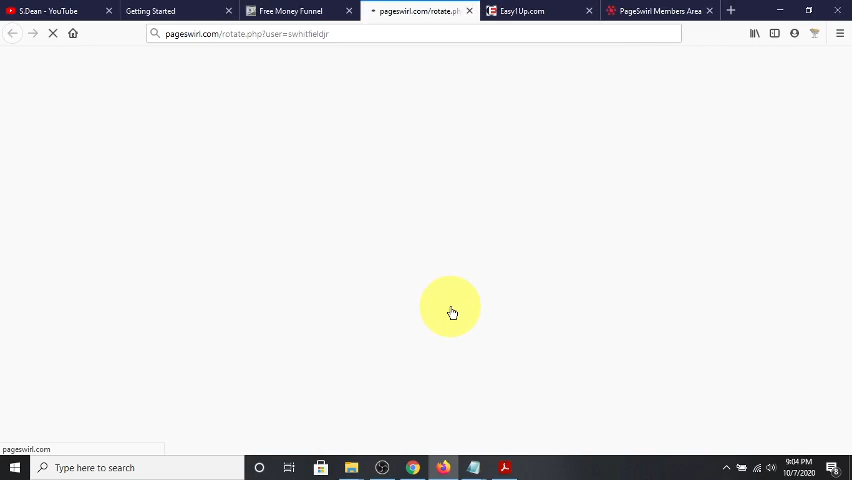 S.Dean - YouTube
Getting Started
Free Money Funnel
pageswirl.com/rotate.ph
Easy1Up.com
PageSwirl Members Area
pageswirl.com/rotate.php?user=swhitfieldjr
pageswirl.com
Type here to search
9:04 PM
10/7/2020
8